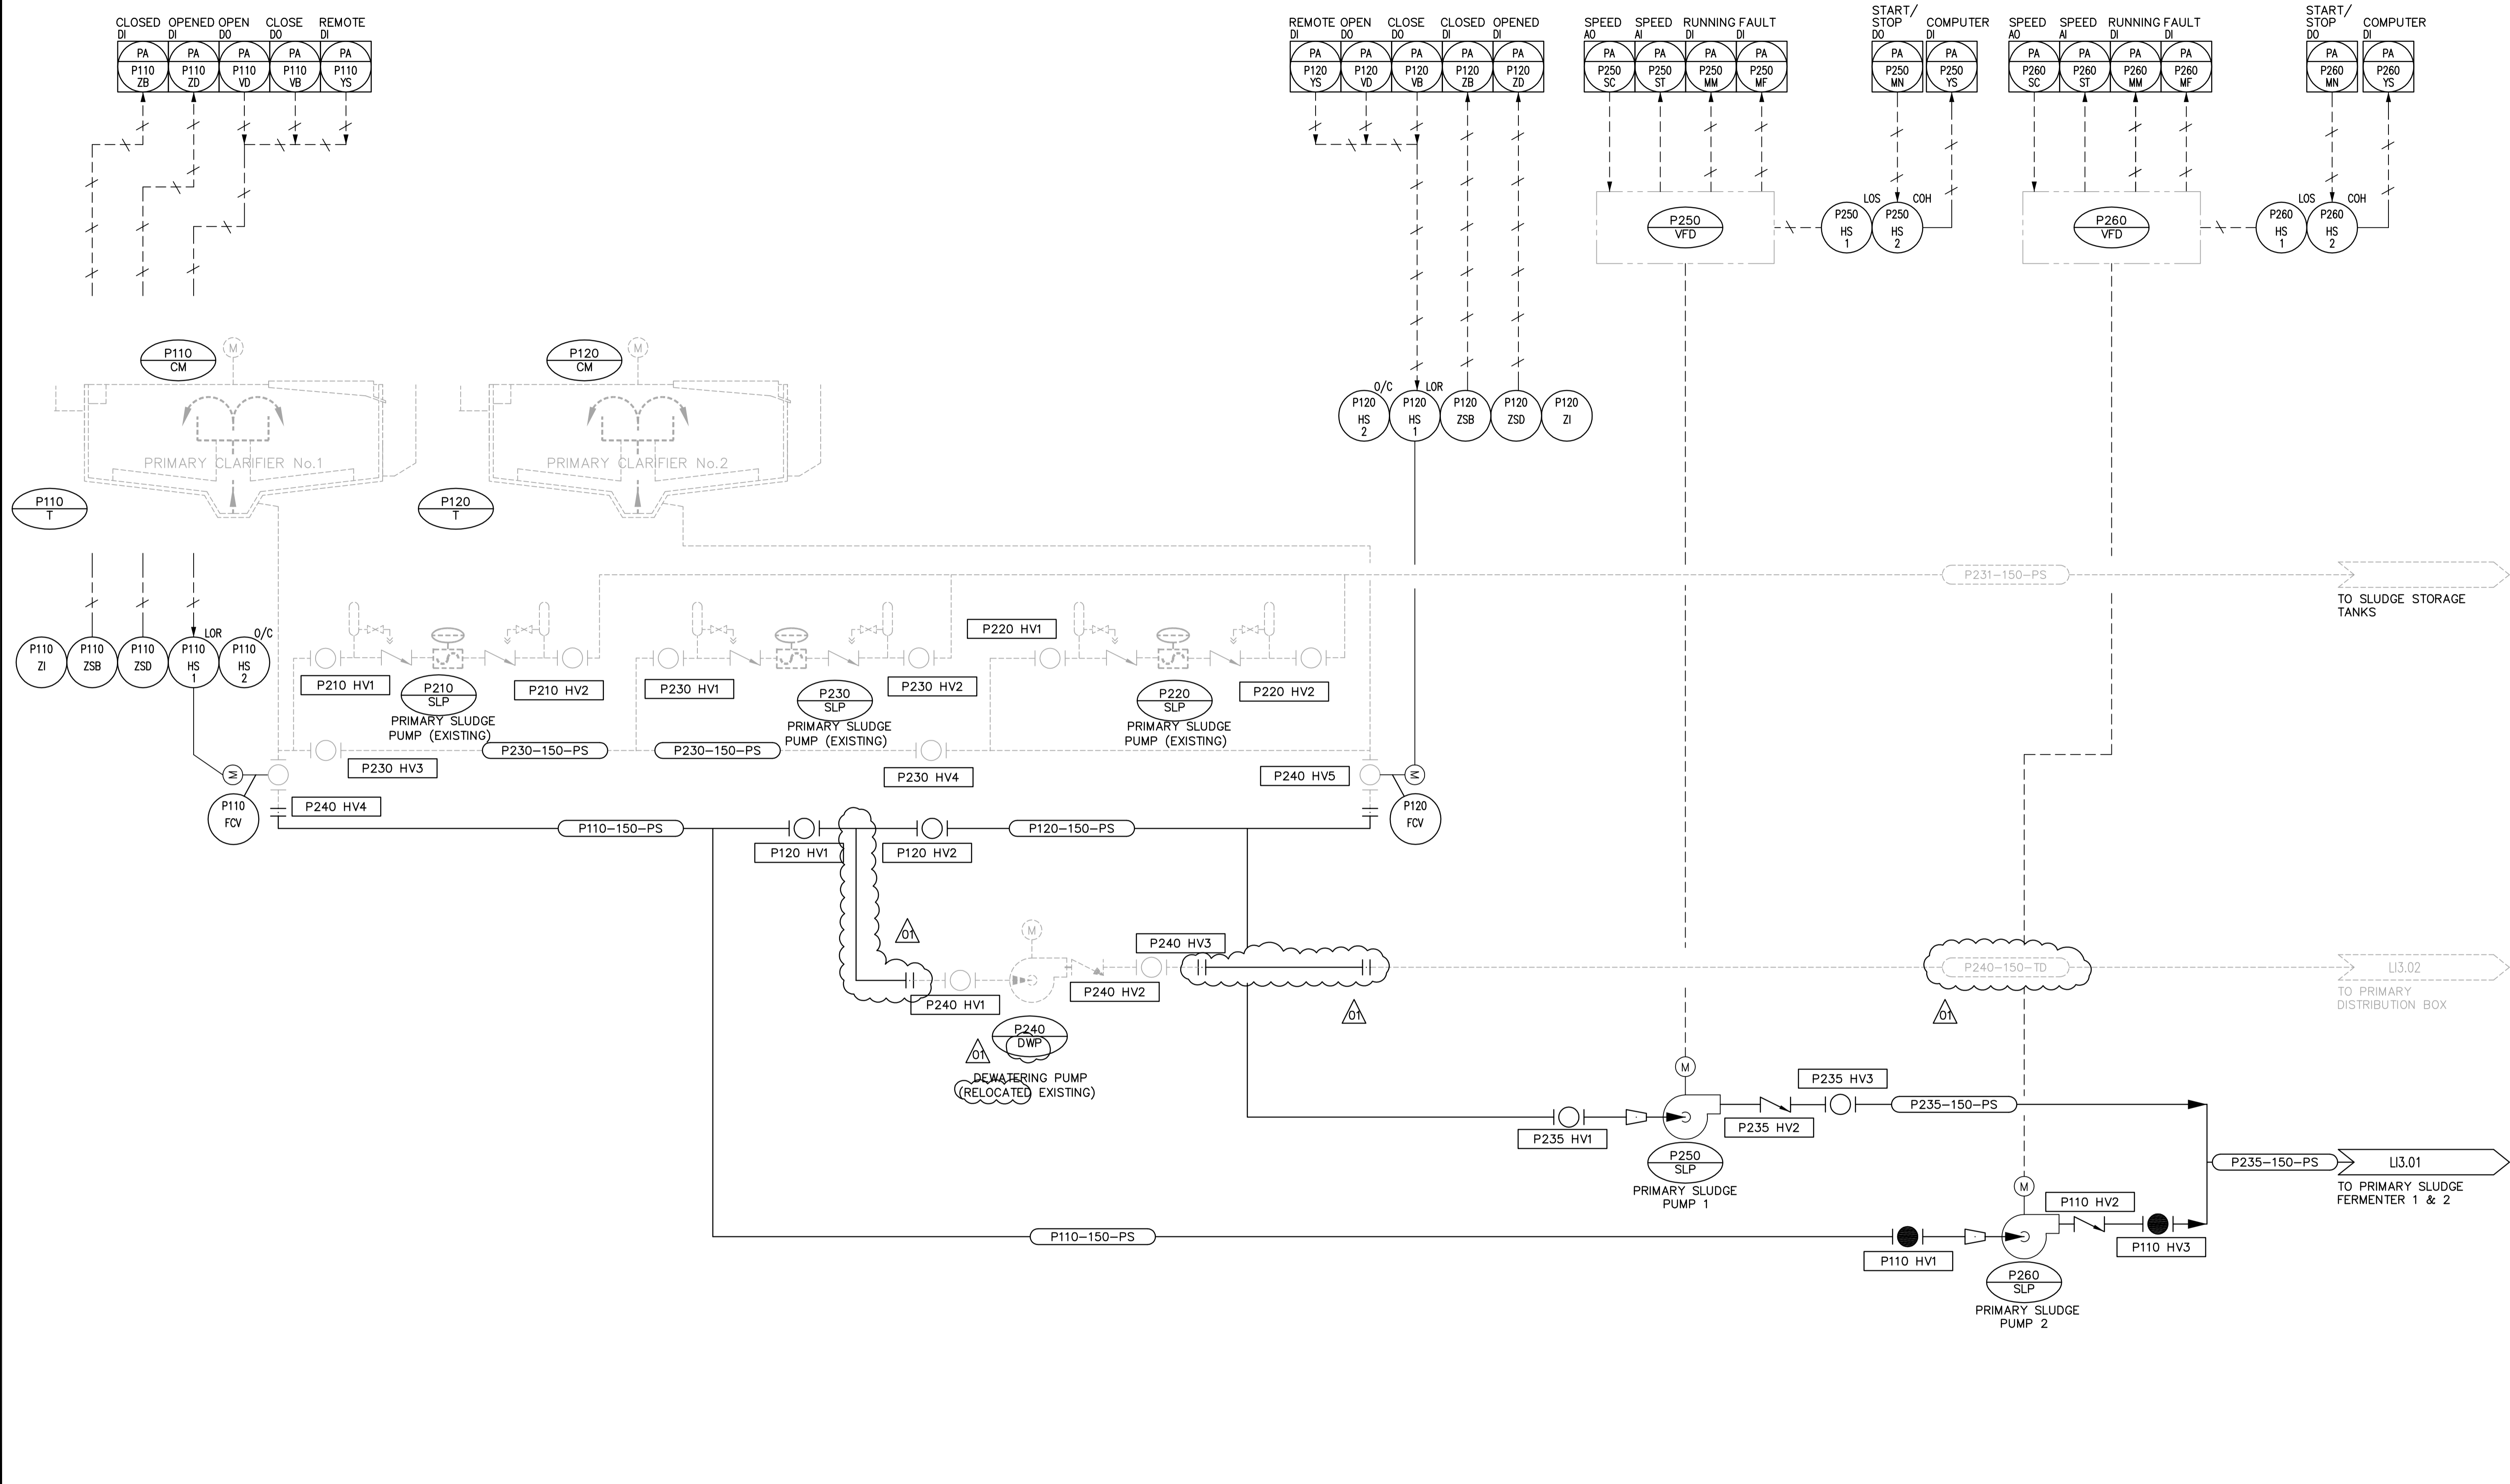 CLOSED OPENED OPEN CLOSE REMOTE
DI DI DO DO DI
PA PA PA PA PA
P110 P110 P110 P110 P110
ZB ZD VD VB YS
REMOTE OPEN CLOSE CLOSED OPENED
DI DO DO DI DI
PA PA PA PA PA
P120 P120 P120 P120 P120
YS VD VB ZB ZD
SPEED SPEED RUNNING FAULT
AO AI DI DI
PA PA PA PA
P250 P250 P250 P250
SC ST MM MF
START/
STOP COMPUTER
DO DI
PA PA
P250 P250
MN YS
SPEED SPEED RUNNING FAULT
AO AI DI DI
PA PA PA PA
P260 P260 P260 P260
SC ST MM MF
START/
STOP COMPUTER
DO DI
PA PA
P260 P260
MN YS
P250
VFD
LOS COH
P250 P250
HS HS
1 2
P260
VFD
LOS COH
P260 P260
HS HS
1 2
P110
CM
M
P120
CM
M
PRIMARY CLARIFIER No.1
PRIMARY CLARIFIER No.2
P110
T
P120
T
O/C LOR
P120 P120 P120 P120 P120
HS HS ZSB ZSD ZI
2 1
P231-150-PS
TO SLUDGE STORAGE
TANKS
LOR O/C
P110 P110 P110 P110 P110
ZI ZSB ZSD HS HS
1 2
P210 HV1
P210
SLP
PRIMARY SLUDGE
PUMP (EXISTING)
P210 HV2
P230 HV1
P230
SLP
PRIMARY SLUDGE
PUMP (EXISTING)
P230 HV2
P220 HV1
P220
SLP
PRIMARY SLUDGE
PUMP (EXISTING)
P220 HV2
P230 HV3
P230-150-PS
P230-150-PS
P230 HV4
P240 HV5
M
P110
FCV
P240 HV4
M
P120
FCV
P110-150-PS
P120 HV1
P120 HV2
P120-150-PS
01
P240 HV1
M
P240
DWP
01
DEWATERING PUMP
(RELOCATED EXISTING)
P240 HV2
P240 HV3
01
P240-150-TD
01
LI3.02
TO PRIMARY
DISTRIBUTION BOX
P235 HV1
M
P250
SLP
PRIMARY SLUDGE
PUMP 1
P235 HV2
P235 HV3
P235-150-PS
P235-150-PS
LI3.01
TO PRIMARY SLUDGE
FERMENTER 1 & 2
P110-150-PS
P110 HV1
M
P260
SLP
PRIMARY SLUDGE
PUMP 2
P110 HV2
P110 HV3